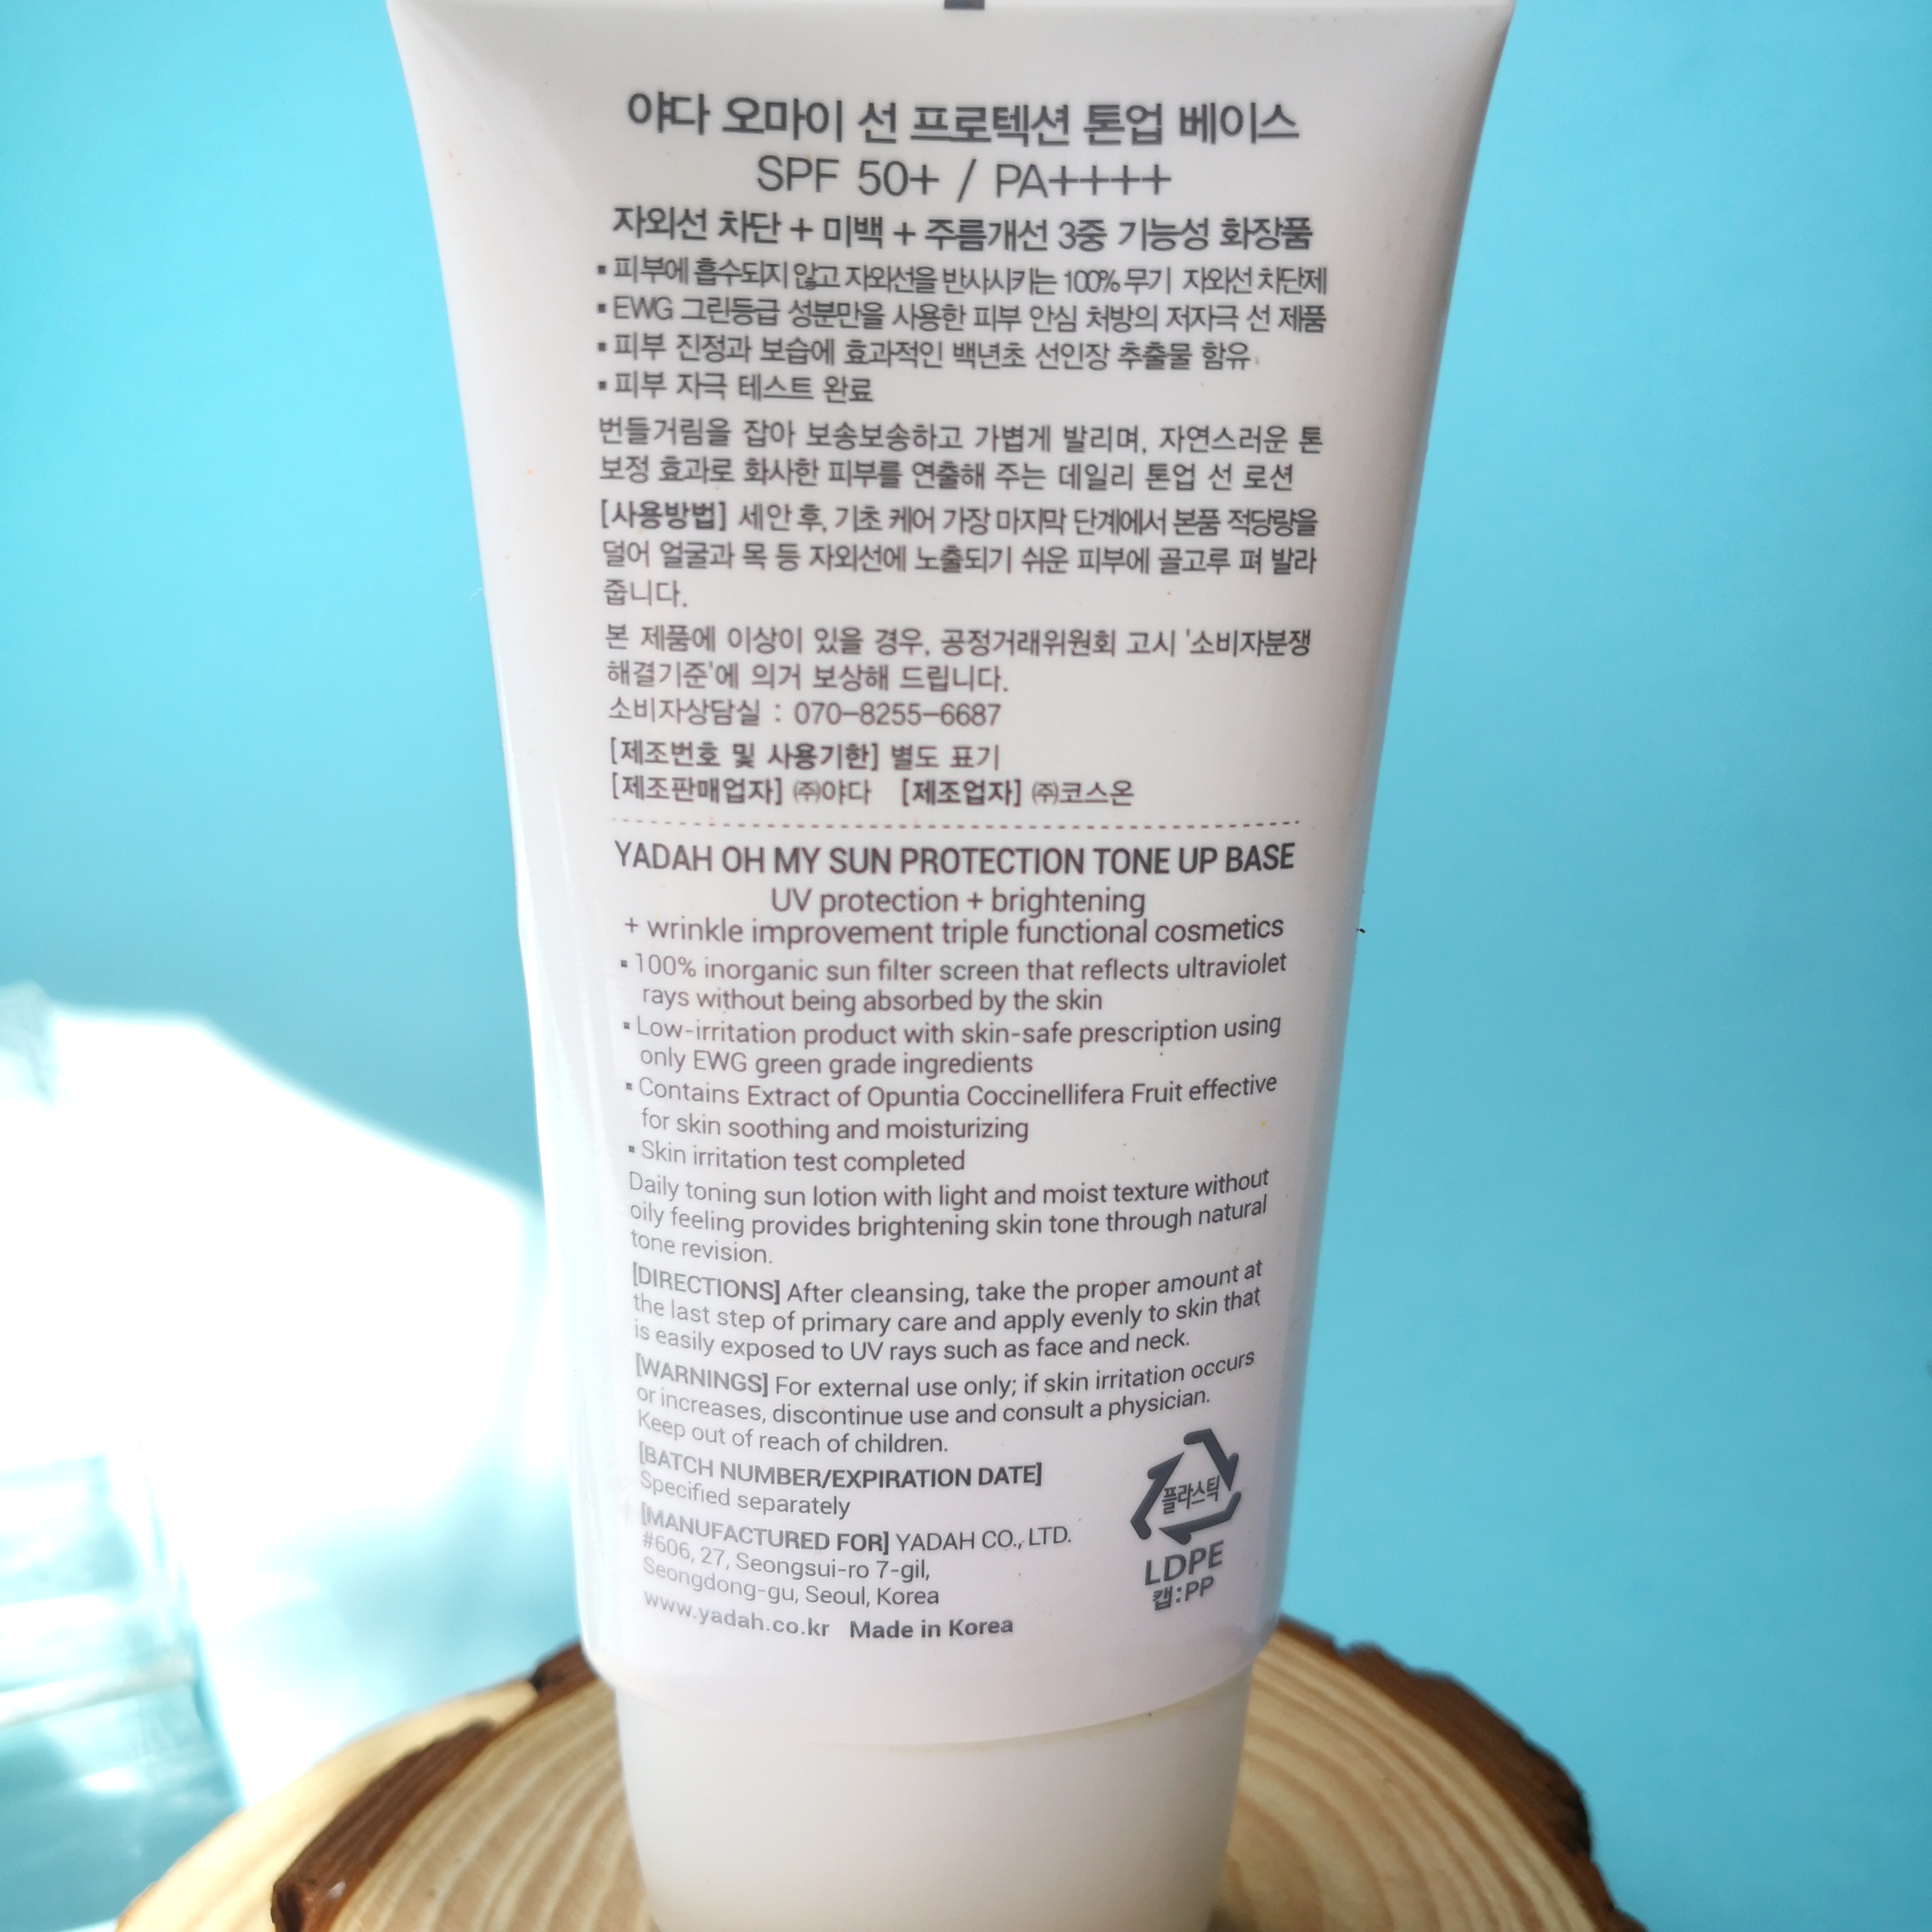 야다 오마이 선 프로텍션 톤업 베이스
SPF 50+ / PA++++
자외선 차단 + 미백 + 주름개선 3중 기능성 화장품
▪ 피부에 흡수되지 않고 자외선을 반사시키는 100% 무기 자외선 차단제
▪ EWG 그린등급 성분만을 사용한 피부 안심 처방의 저자극 선 제품
▪ 피부 진정과 보습에 효과적인 백년초 선인장 추출물 함유
▪ 피부 자극 테스트 완료
번들거림을 잡아 보송보송하고 가볍게 발리며, 자연스러운 톤
보정 효과로 화사한 피부를 연출해 주는 데일리 톤업 선 로션
[사용방법] 세안 후, 기초 케어 가장 마지막 단계에서 본품 적당량을
덜어 얼굴과 목 등 자외선에 노출되기 쉬운 피부에 골고루 펴 발라
줍니다.
본 제품에 이상이 있을 경우, 공정거래위원회 고시 '소비자분쟁
해결기준'에 의거 보상해 드립니다.
소비자상담실 : 070-8255-6687
[제조번호 및 사용기한] 별도 표기
[제조판매업자] ㈜야다 [제조업자] ㈜코스온
YADAH OH MY SUN PROTECTION TONE UP BASE
UV protection + brightening
+ wrinkle improvement triple functional cosmetics
▪ 100% inorganic sun filter screen that reflects ultraviolet
rays without being absorbed by the skin
▪ Low-irritation product with skin-safe prescription using
only EWG green grade ingredients
▪ Contains Extract of Opuntia Coccinellifera Fruit effective
for skin soothing and moisturizing
▪ Skin irritation test completed
Daily toning sun lotion with light and moist texture without
oily feeling provides brightening skin tone through natural
tone revision.
[DIRECTIONS] After cleansing, take the proper amount at
the last step of primary care and apply evenly to skin that
is easily exposed to UV rays such as face and neck.
[WARNINGS] For external use only; if skin irritation occurs
or increases, discontinue use and consult a physician.
Keep out of reach of children.
[BATCH NUMBER/EXPIRATION DATE]
Specified separately
[MANUFACTURED FOR] YADAH CO., LTD.
#606, 27, Seongsui-ro 7-gil,
Seongdong-gu, Seoul, Korea
www.yadah.co.kr Made in Korea
플라스틱
LDPE
캡:PP